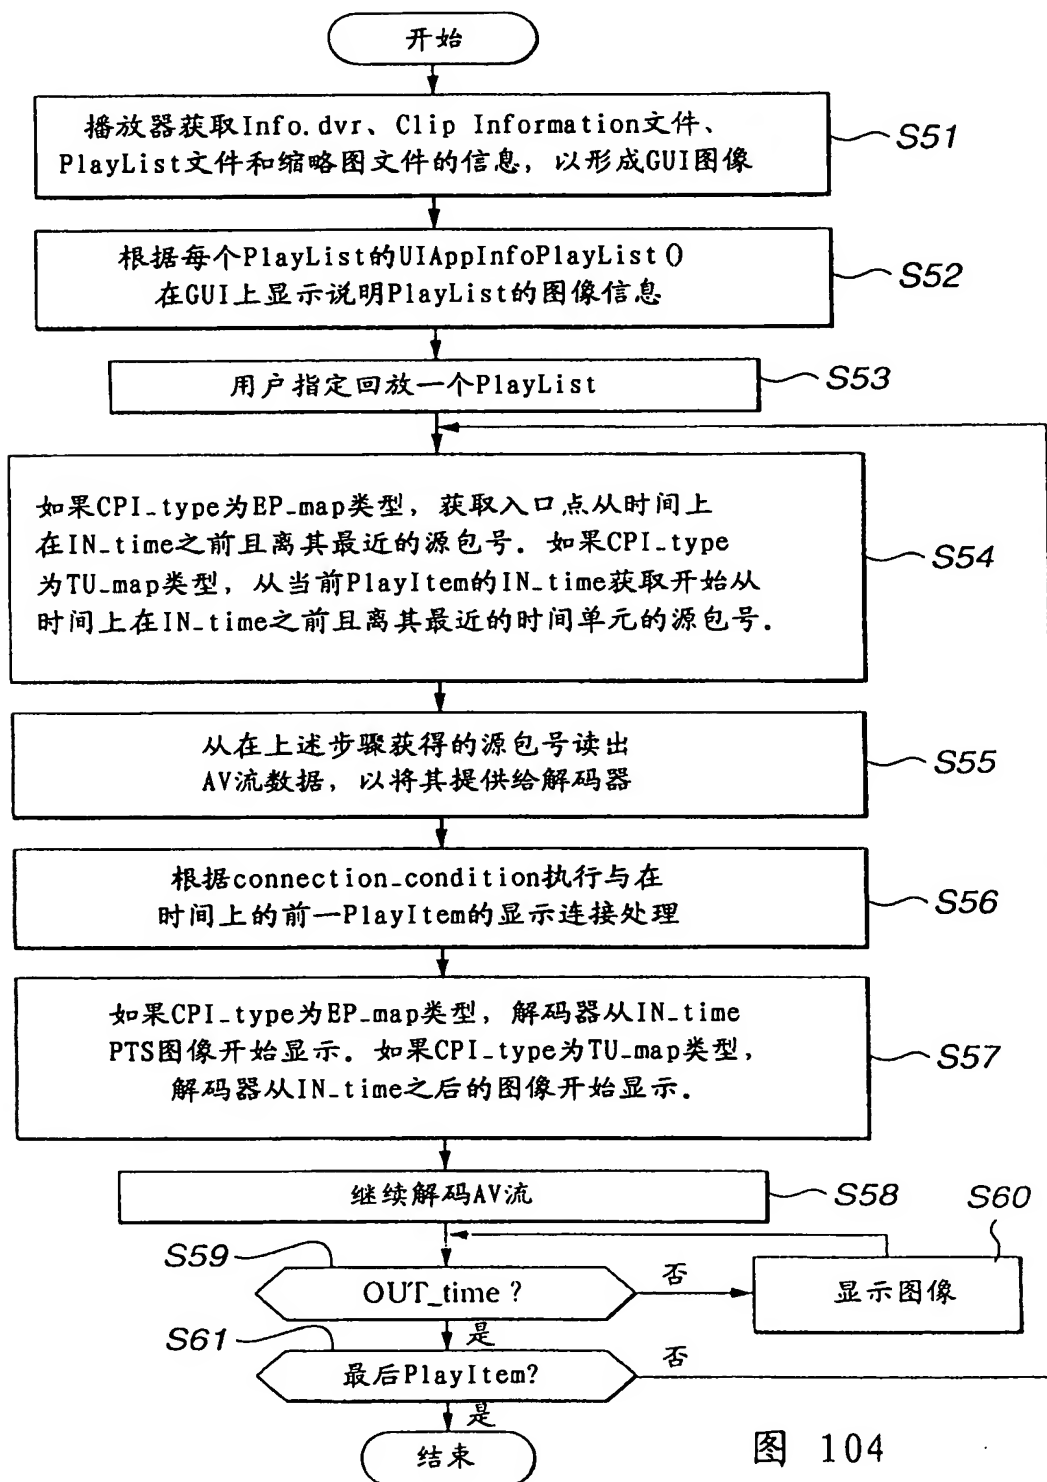 开始
播放器获取Info.dvr、Clip Information文件、
PlayList文件和缩略图文件的信息，以形成GUI图像
S51
根据每个PlayList的UIAppInfoPlayList()
在GUI上显示说明PlayList的图像信息
S52
用户指定回放一个PlayList
S53
如果CPI_type为EP_map类型，获取入口点从时间上
在IN_time之前且离其最近的源包号。如果CPI_type
为TU_map类型，从当前PlayItem的IN_time获取开始从
时间上在IN_time之前且离其最近的时间单元的源包号。
S54
从在上述步骤获得的源包号读出
AV流数据，以将其提供给解码器
S55
根据connection_condition执行与在
时间上的前一PlayItem的显示连接处理
S56
如果CPI_type为EP_map类型，解码器从IN_time
PTS图像开始显示。如果CPI_type为TU_map类型，
解码器从IN_time之后的图像开始显示。
S57
继续解码AV流
S58
S59
OUT_time？
否
S60
显示图像
是
S61
最后PlayItem?
否
是
结束
图 104